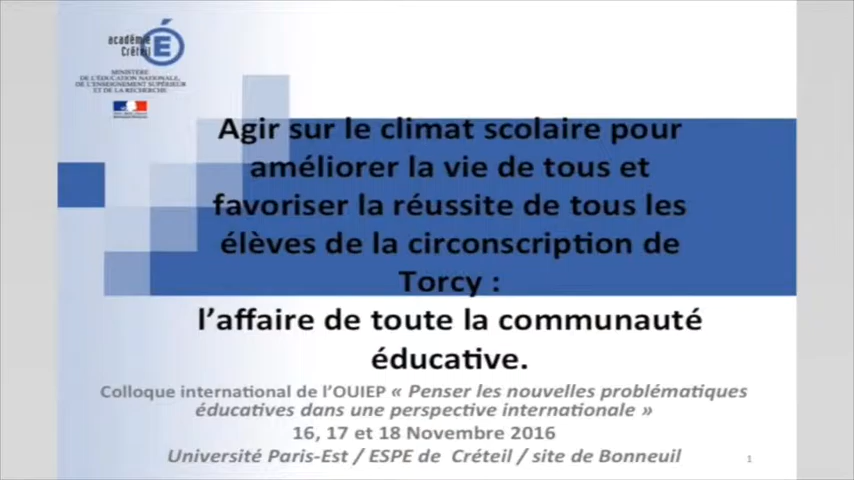 académie
Créteil
MINISTÈRE
DE L'ÉDUCATION NATIONALE,
DE L'ENSEIGNEMENT SUPÉRIEUR
ET DE LA RECHERCHE
Agir sur le climat scolaire pour
améliorer la vie de tous et
favoriser la réussite de tous les
élèves de la circonscription de
Torcy :
l'affaire de toute la communauté
éducative.
Colloque international de l'OUIEP « Penser les nouvelles problématiques
éducatives dans une perspective internationale »
16, 17 et 18 Novembre 2016
Université Paris-Est / ESPE de Créteil / site de Bonneuil
1